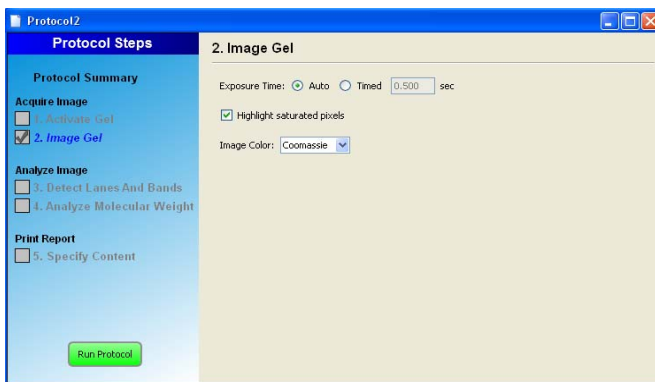 Protocol2
Protocol Steps
Protocol Summary
Acquire Image
1. Activate Gel
2. Image Gel
Analyze Image
3. Detect Lanes And Bands
4. Analyze Molecular Weight
Print Report
5. Specify Content
Run Protocol
2. Image Gel
Exposure Time: Auto Timed 0.500 sec
Highlight saturated pixels
Image Color: Coomassie